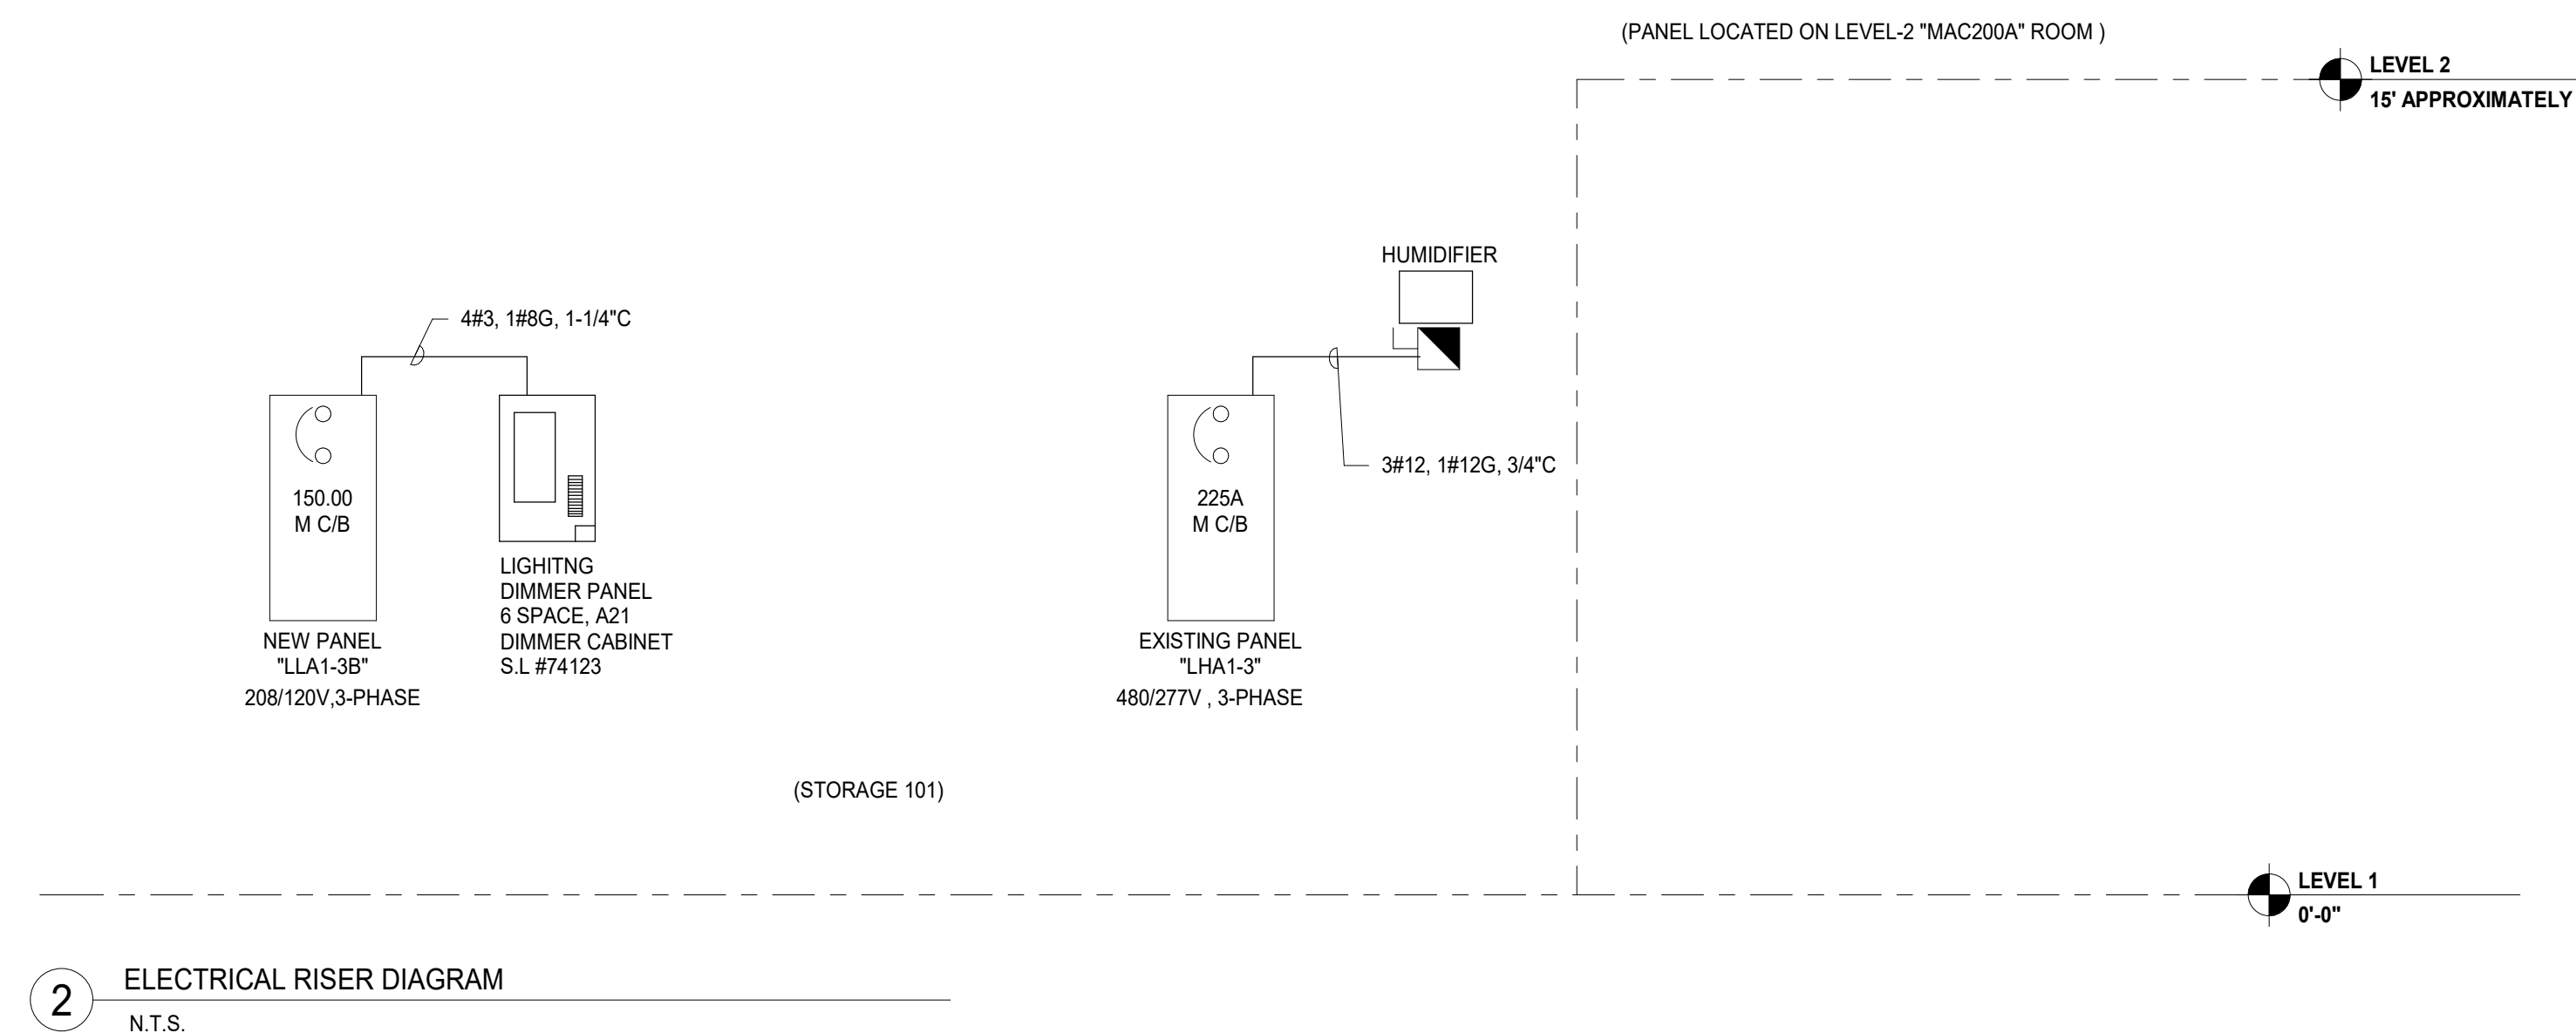 (PANEL LOCATED ON LEVEL-2 "MAC200A" ROOM )
LEVEL 2
15' APPROXIMATELY
HUMIDIFIER
4#3, 1#8G, 1-1/4"C
3#12, 1#12G, 3/4"C
150.00
M C/B
225A
M C/B
LIGHITNG
DIMMER PANEL
6 SPACE, A21
DIMMER CABINET
S.L #74123
NEW PANEL
"LLA1-3B"
208/120V,3-PHASE
EXISTING PANEL
"LHA1-3"
480/277V , 3-PHASE
(STORAGE 101)
LEVEL 1
0'-0"
2
ELECTRICAL RISER DIAGRAM
N.T.S.